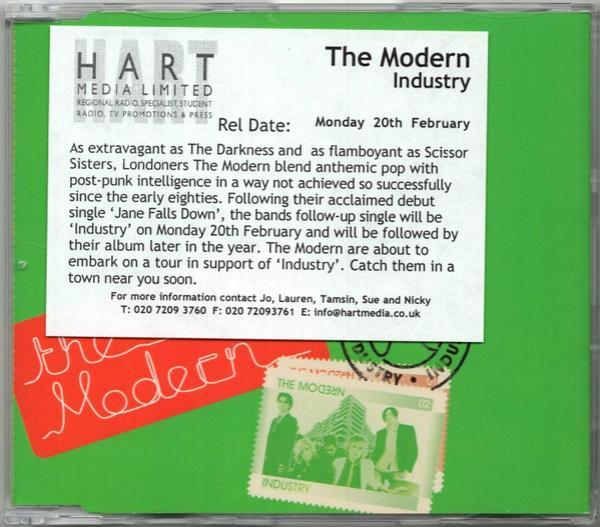 HART
MEDIA LIMITED
REGIONAL RADIO, SPECIALIST, STUDENT
RADIO, TV PROMOTIONS & PRESS
The Modern
Industry
Rel Date: Monday 20th February
As extravagant as The Darkness and as flamboyant as Scissor
Sisters, Londoners The Modern blend anthemic pop with
post-punk intelligence in a way not achieved so successfully
since the early eighties. Following their acclaimed debut
single ‘Jane Falls Down’, the bands follow-up single will be
‘Industry’ on Monday 20th February and will be followed by
their album later in the year. The Modern are about to
embark on a tour in support of ‘Industry’. Catch them in a
town near you soon.
For more information contact Jo, Lauren, Tamsin, Sue and Nicky
T: 020 7209 3760 F: 020 72093761 E: info@hartmedia.co.uk
the
Modern
DUSTRY • INDU
THE MODERN
02
INDUSTRY